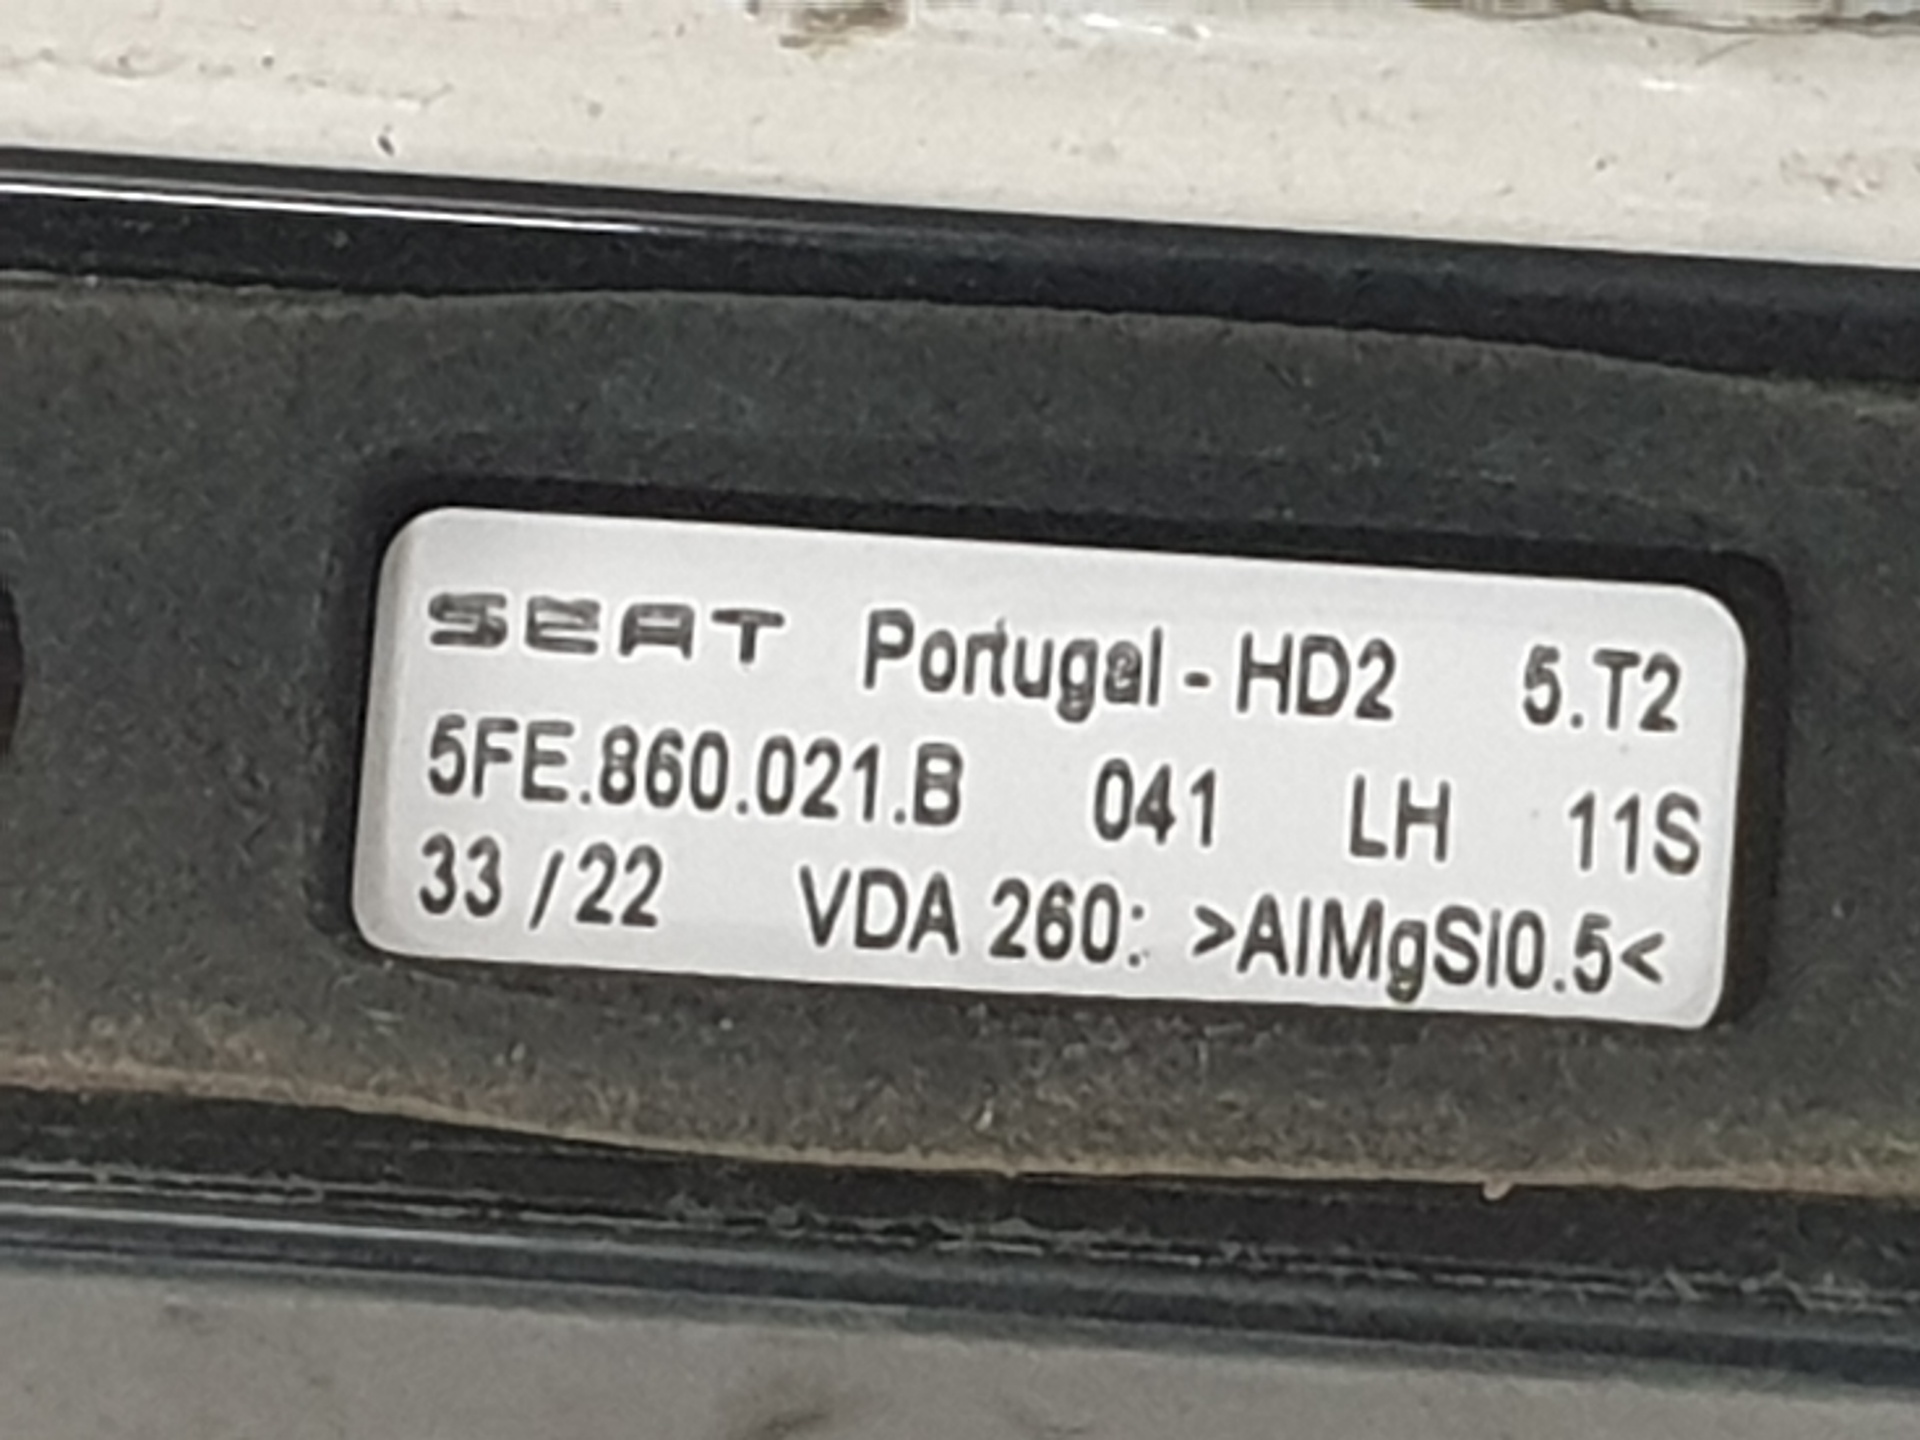 SEAT Portugal - HD2 5.T2
5FE.860.021.B 041 LH 11S
33 /22 VDA 260: >AlMgSi0.5<